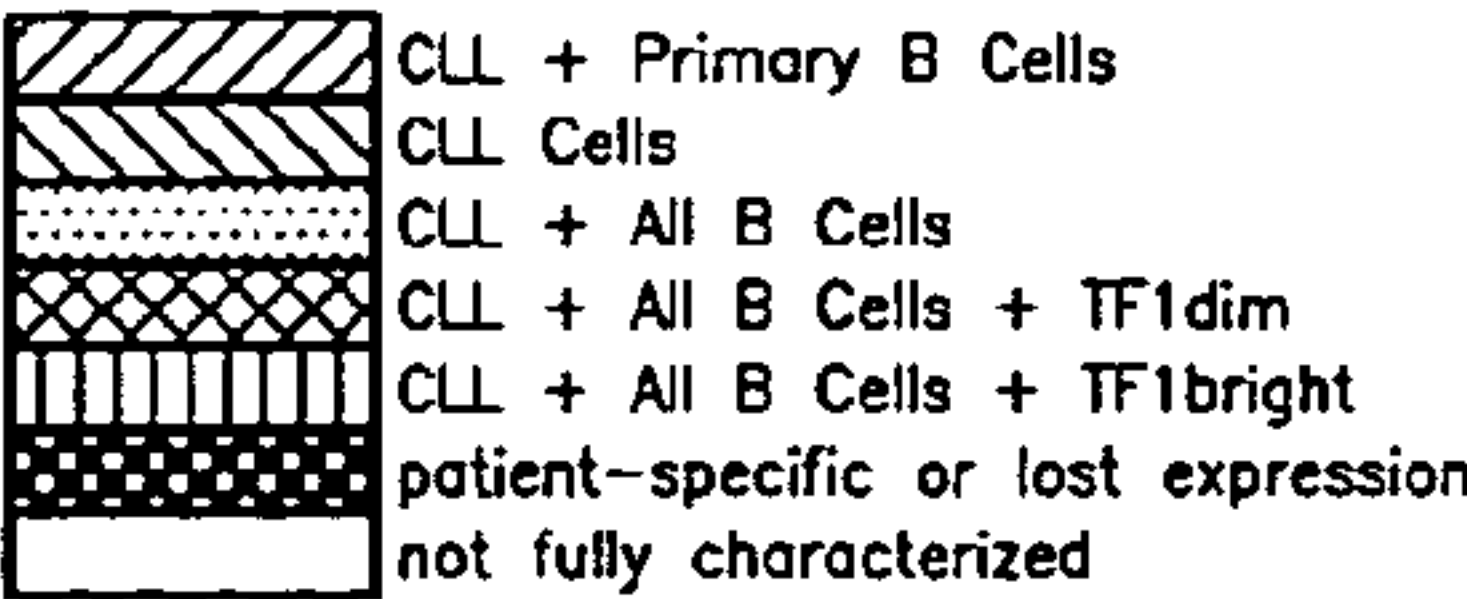 CLL + Primary B Cells
CLL Cells
CLL + All B Cells
CLL + All B Cells + TF1dim
CLL + All B Cells + TF1bright
patient-specific or lost expression
not fully characterized